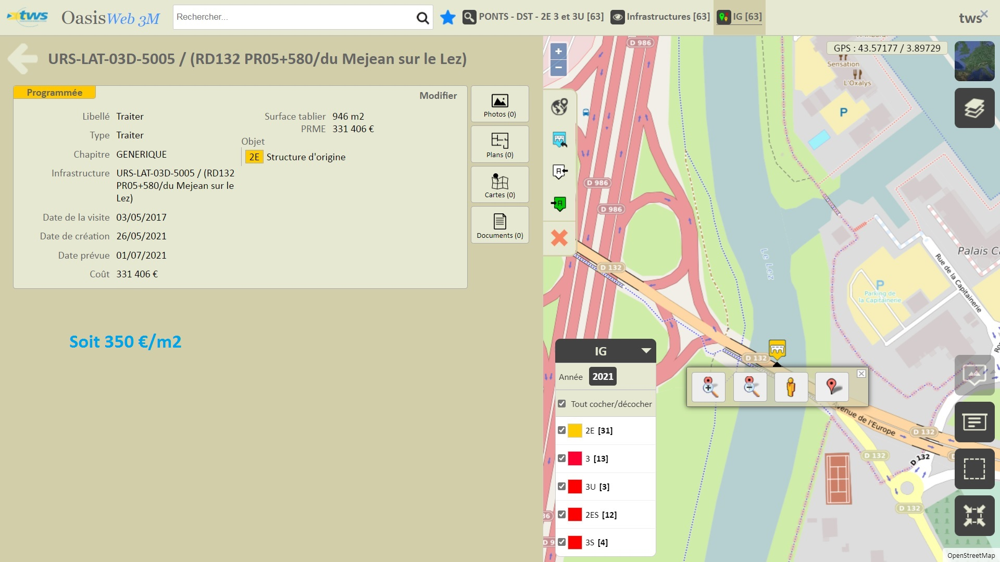 tws
OasisWeb 3M
Rechercher...
PONTS - DST - 2E 3 et 3U [63]
Infrastructures [63]
IG [63]
tws
URS-LAT-03D-5005 / (RD132 PR05+580/du Mejean sur le Lez)
Programmée
Modifier
Libellé Traiter
Type Traiter
Chapitre GENERIQUE
Infrastructure URS-LAT-03D-5005 / (RD132
PR05+580/du Mejean sur le
Lez)
Date de la visite 03/05/2017
Date de création 26/05/2021
Date prévue 01/07/2021
Coût 331 406 €
Surface tablier 946 m2
PRME 331 406 €
Objet
2E Structure d'origine
Photos (0)
Plans (0)
Cartes (0)
Documents (0)
Soit 350 €/m2
+
−
GPS : 43.57177 / 3.89729
D 986
Sensation
L'Oxalys
P
A
D 986
D 986
A
Le Lez
Palais C
D 132
Rue de la Capitainerie
P
Parking de
la Capitainerie
D 132
IG
Année 2021
Tout cocher/décocher
2E [31]
3 [13]
3U [3]
2ES [12]
3S [4]
Avenue de l'Europe
D 132
D 132
D 132
D 132
OpenStreetMap